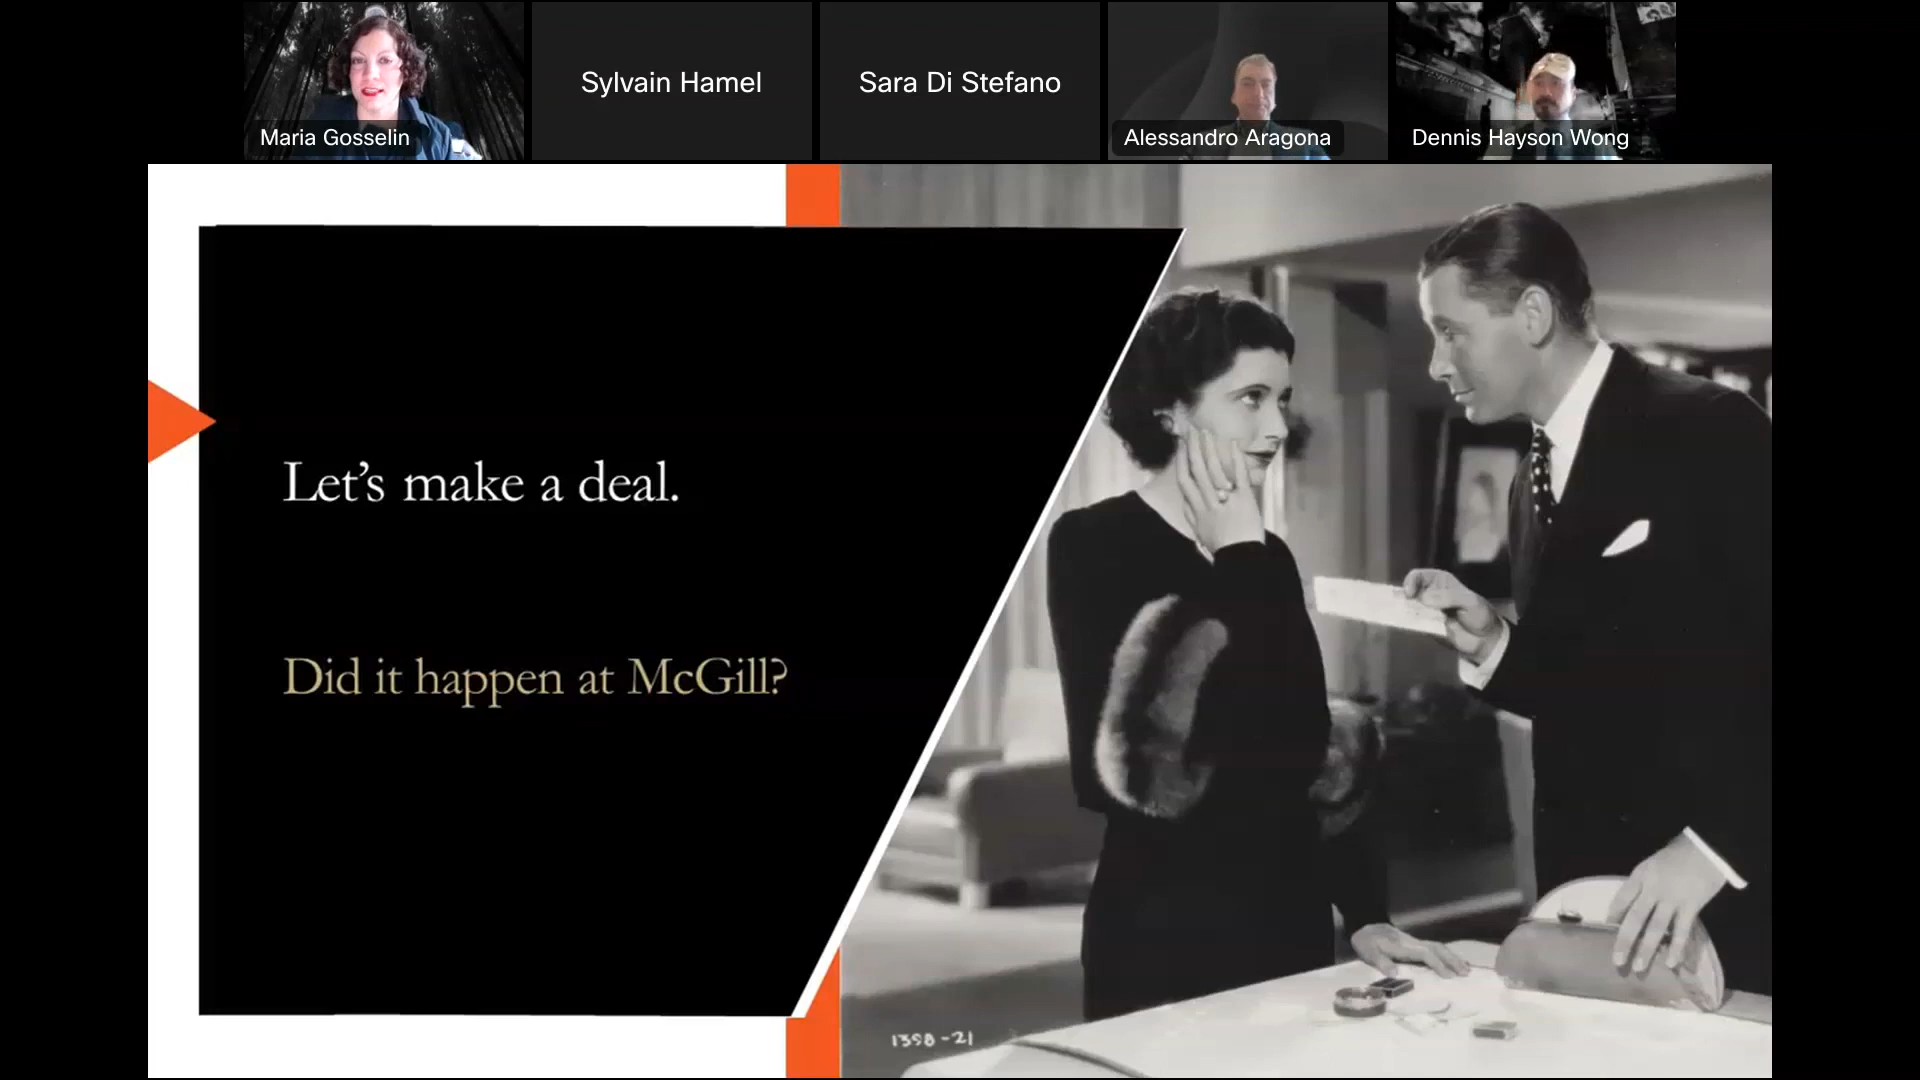 Maria Gosselin
Sylvain Hamel
Sara Di Stefano
Alessandro Aragona
Dennis Hayson Wong
Let's make a deal.
Did it happen at McGill?
1398-21